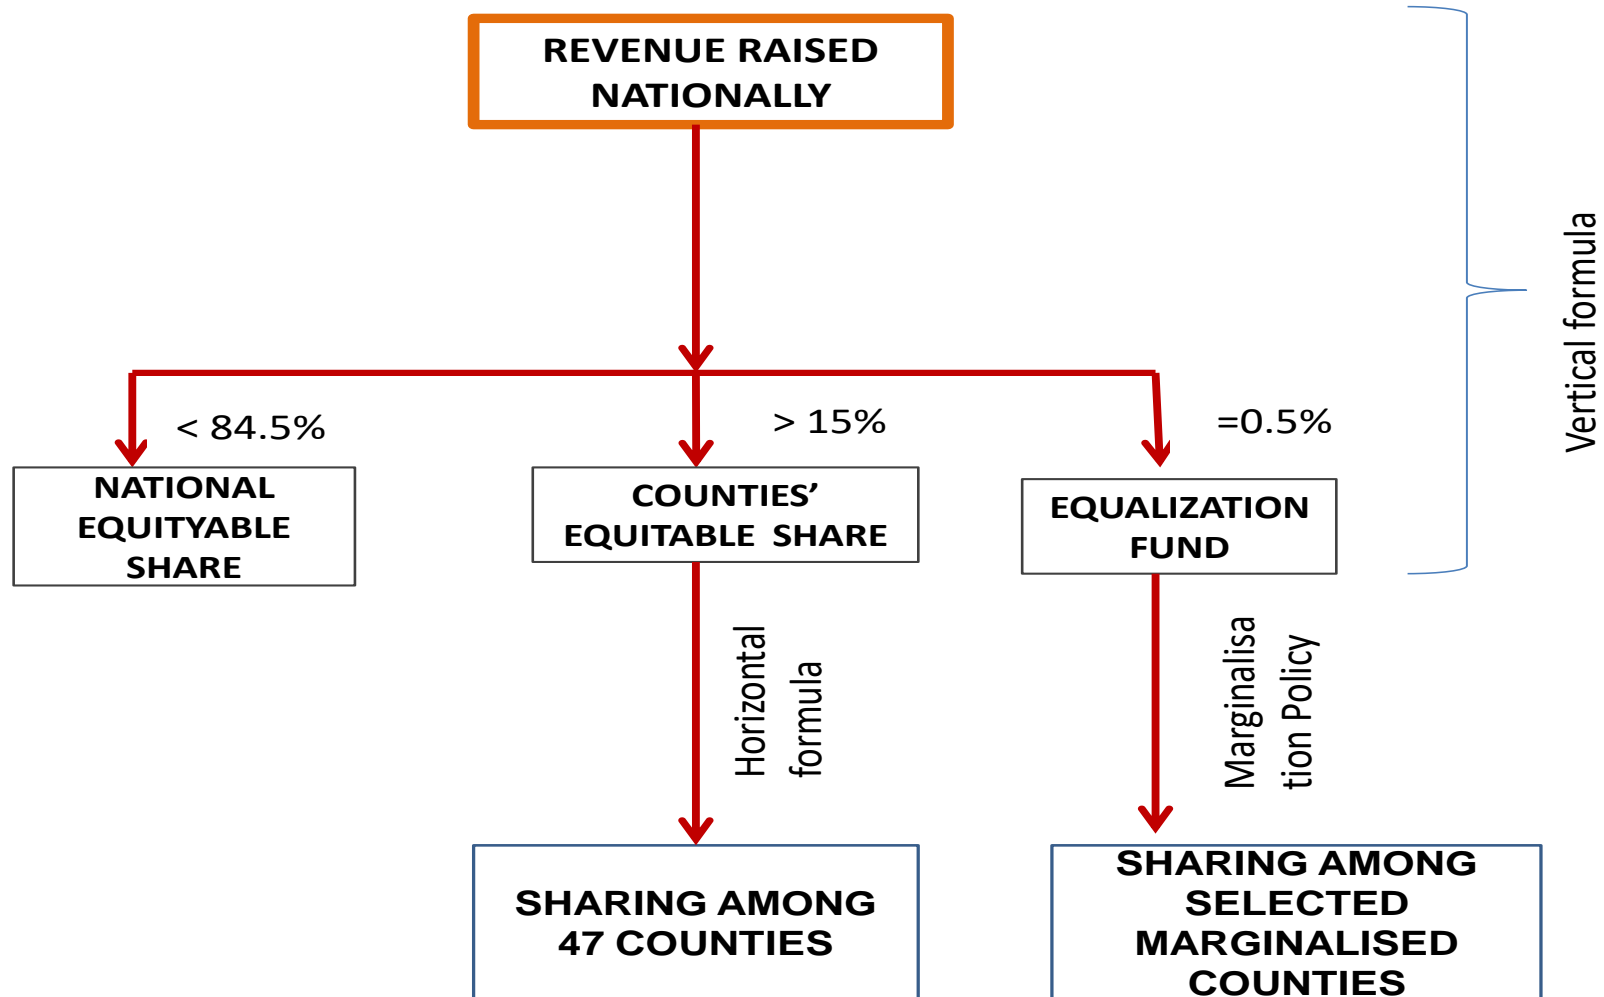 REVENUE RAISED
NATIONALLY
< 84.5%
> 15%
=0.5%
Vertical formula
NATIONAL
EQUITYABLE
SHARE
COUNTIES’
EQUITABLE SHARE
EQUALIZATION
FUND
Horizontal
formula
Marginalisa
tion Policy
SHARING AMONG
47 COUNTIES
SHARING AMONG
SELECTED
MARGINALISED
COUNTIES